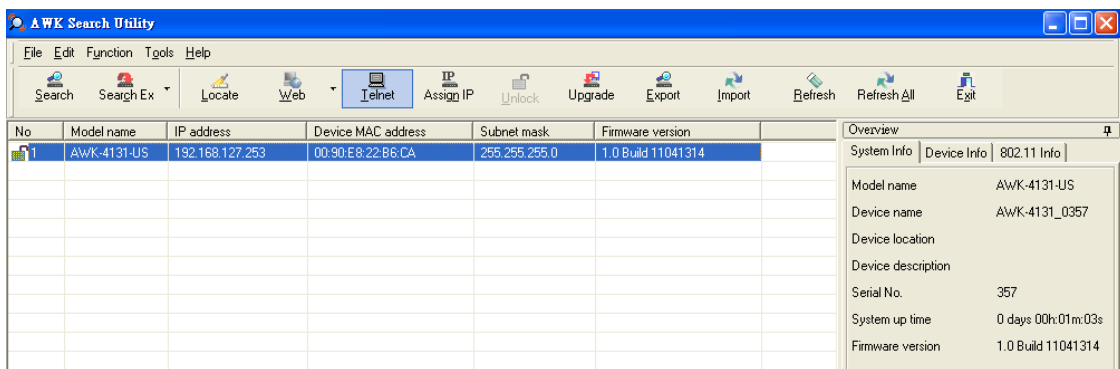 AWK Search Utility
File Edit Function Tools Help
Search Search Ex Locate Web Telnet IP Assign IP Unlock Upgrade Export Import Refresh Refresh All Exit
No Model name IP address Device MAC address Subnet mask Firmware version
1 AWK-4131-US 192.168.127.253 00:90:E8:22:B6:CA 255.255.255.0 1.0 Build 11041314
Overview
System Info Device Info 802.11 Info
Model name AWK-4131-US
Device name AWK-4131_0357
Device location
Device description
Serial No. 357
System up time 0 days 00h:01m:03s
Firmware version 1.0 Build 11041314